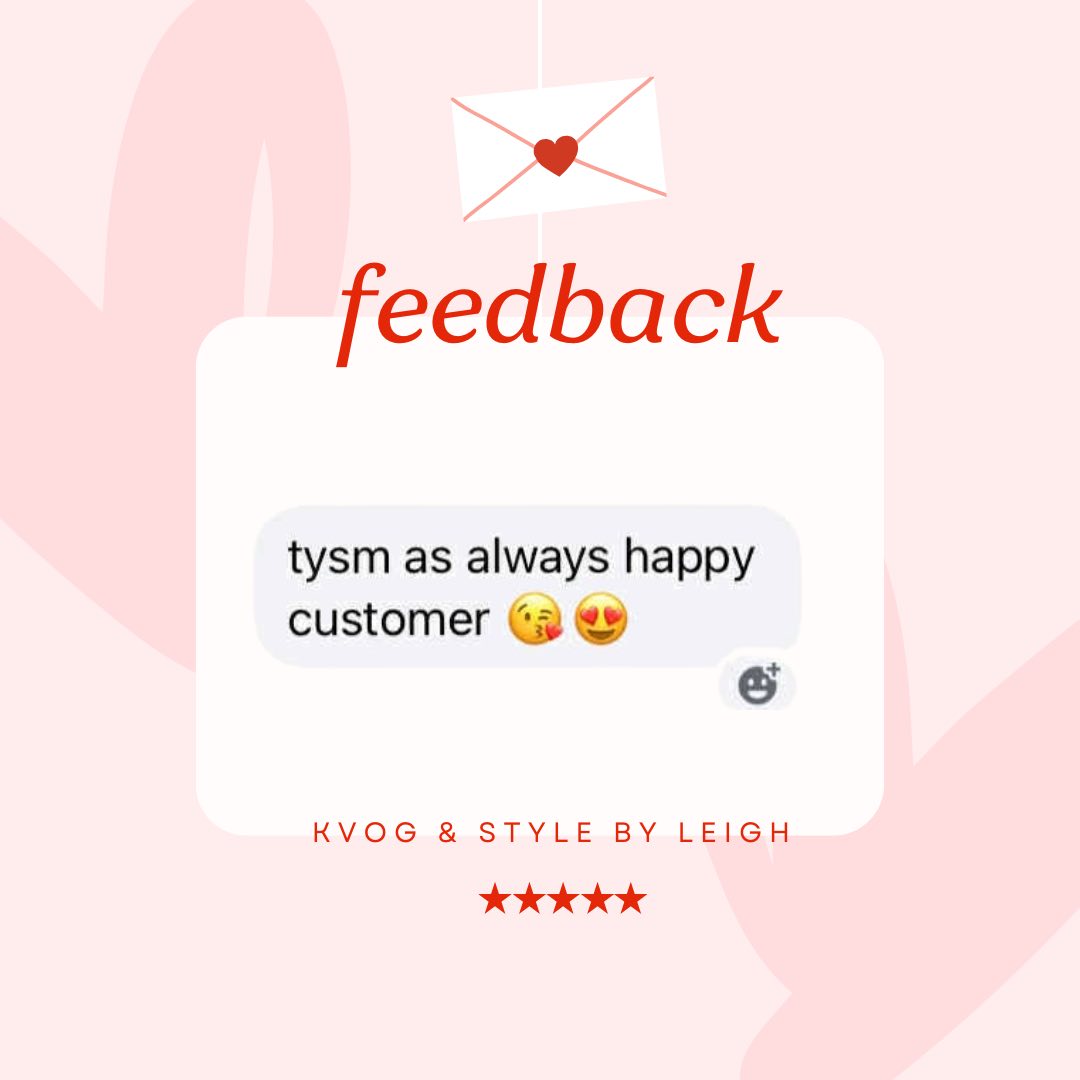 feedback
tysm as always happy
customer 😘😍
KVOG & STYLE BY LEIGH
★★★★★